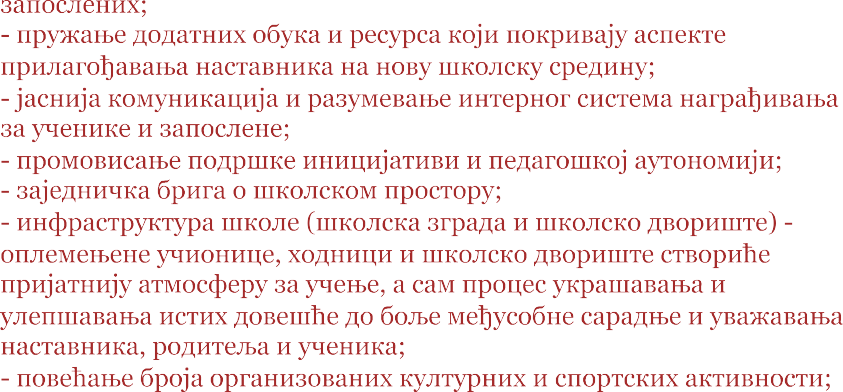 запослених;
- пружање додатних обука и ресурса који покривају аспекте
прилагођавања наставника на нову школску средину;
- јаснија комуникација и разумевање интерног система награђивања
за ученике и запослене;
- промовисање подршке иницијативи и педагошкој аутономији;
- заједничка брига о школском простору;
- инфраструктура школе (школска зграда и школско двориште) -
оплемењене учионице, ходници и школско двориште створиће
пријатнију атмосферу за учење, а сам процес украшавања и
улепшавања истих довешће до боље међусобне сарадње и уважавања
наставника, родитеља и ученика;
- повећање броја организованих културних и спортских активности;